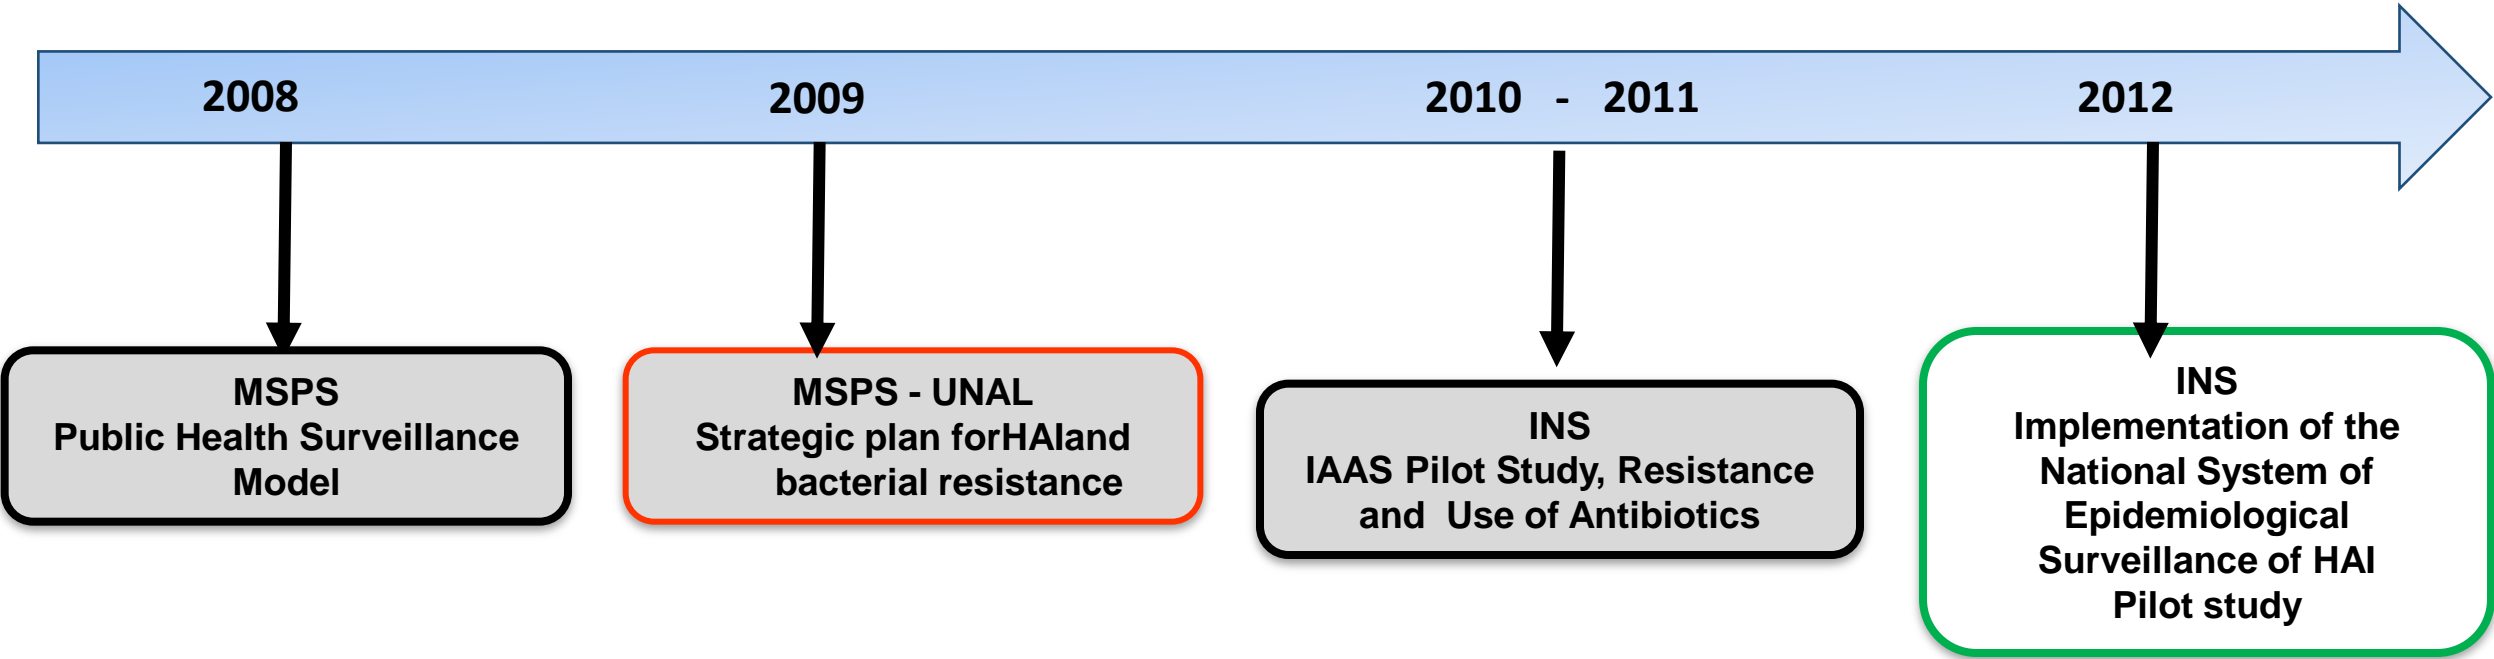 2008
2009
2010 - 2011
2012
MSPS
Public Health Surveillance
Model
MSPS - UNAL
Strategic plan forHAIand
bacterial resistance
INS
IAAS Pilot Study, Resistance
and Use of Antibiotics
INS
Implementation of the
National System of
Epidemiological
Surveillance of HAI
Pilot study